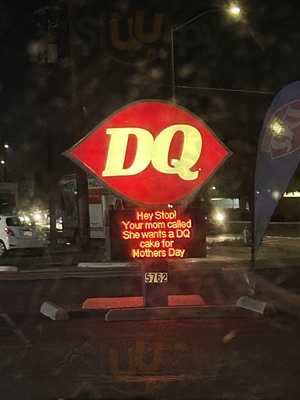 DQ
Hey Stop!
Your mom called
She wants a DQ
cake for
Mothers Day
5762